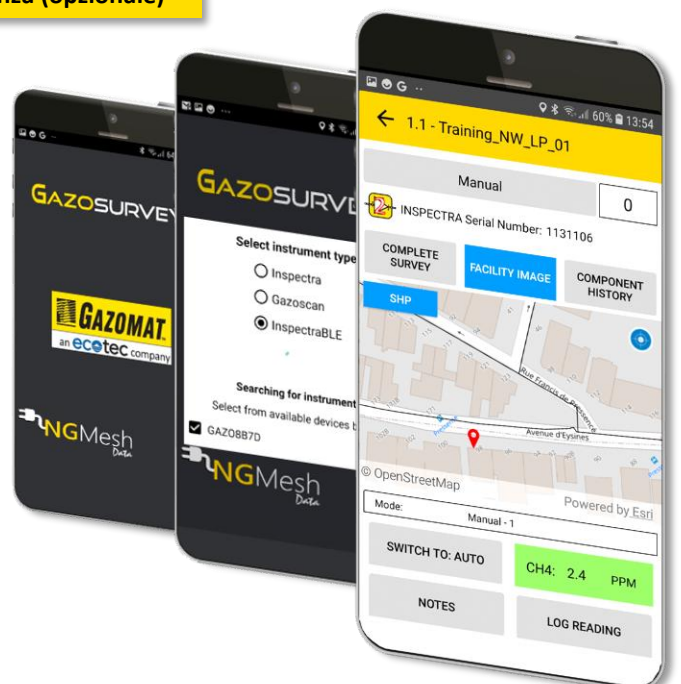 (opzionale)
GAZOSURVEY
GAZOMAT
an ecotec company
NGMesh
Data
GAZOSURVE
Select instrument type
Inspectra
Gazoscan
InspectraBLE
Searching for instrument
Select from available devices b
GAZO8B7D
NGMesh
Data
60% 13:54
1.1 - Training_NW_LP_01
Manual
0
INSPECTRA Serial Number: 1131106
COMPLETE
SURVEY
FACILITY IMAGE
COMPONENT
HISTORY
SHP
Rue Francis de Pressensé
Avenue d'Eysines
© OpenStreetMap
Powered by Esri
Mode:
Manual - 1
SWITCH TO: AUTO
CH4: 2.4 PPM
NOTES
LOG READING